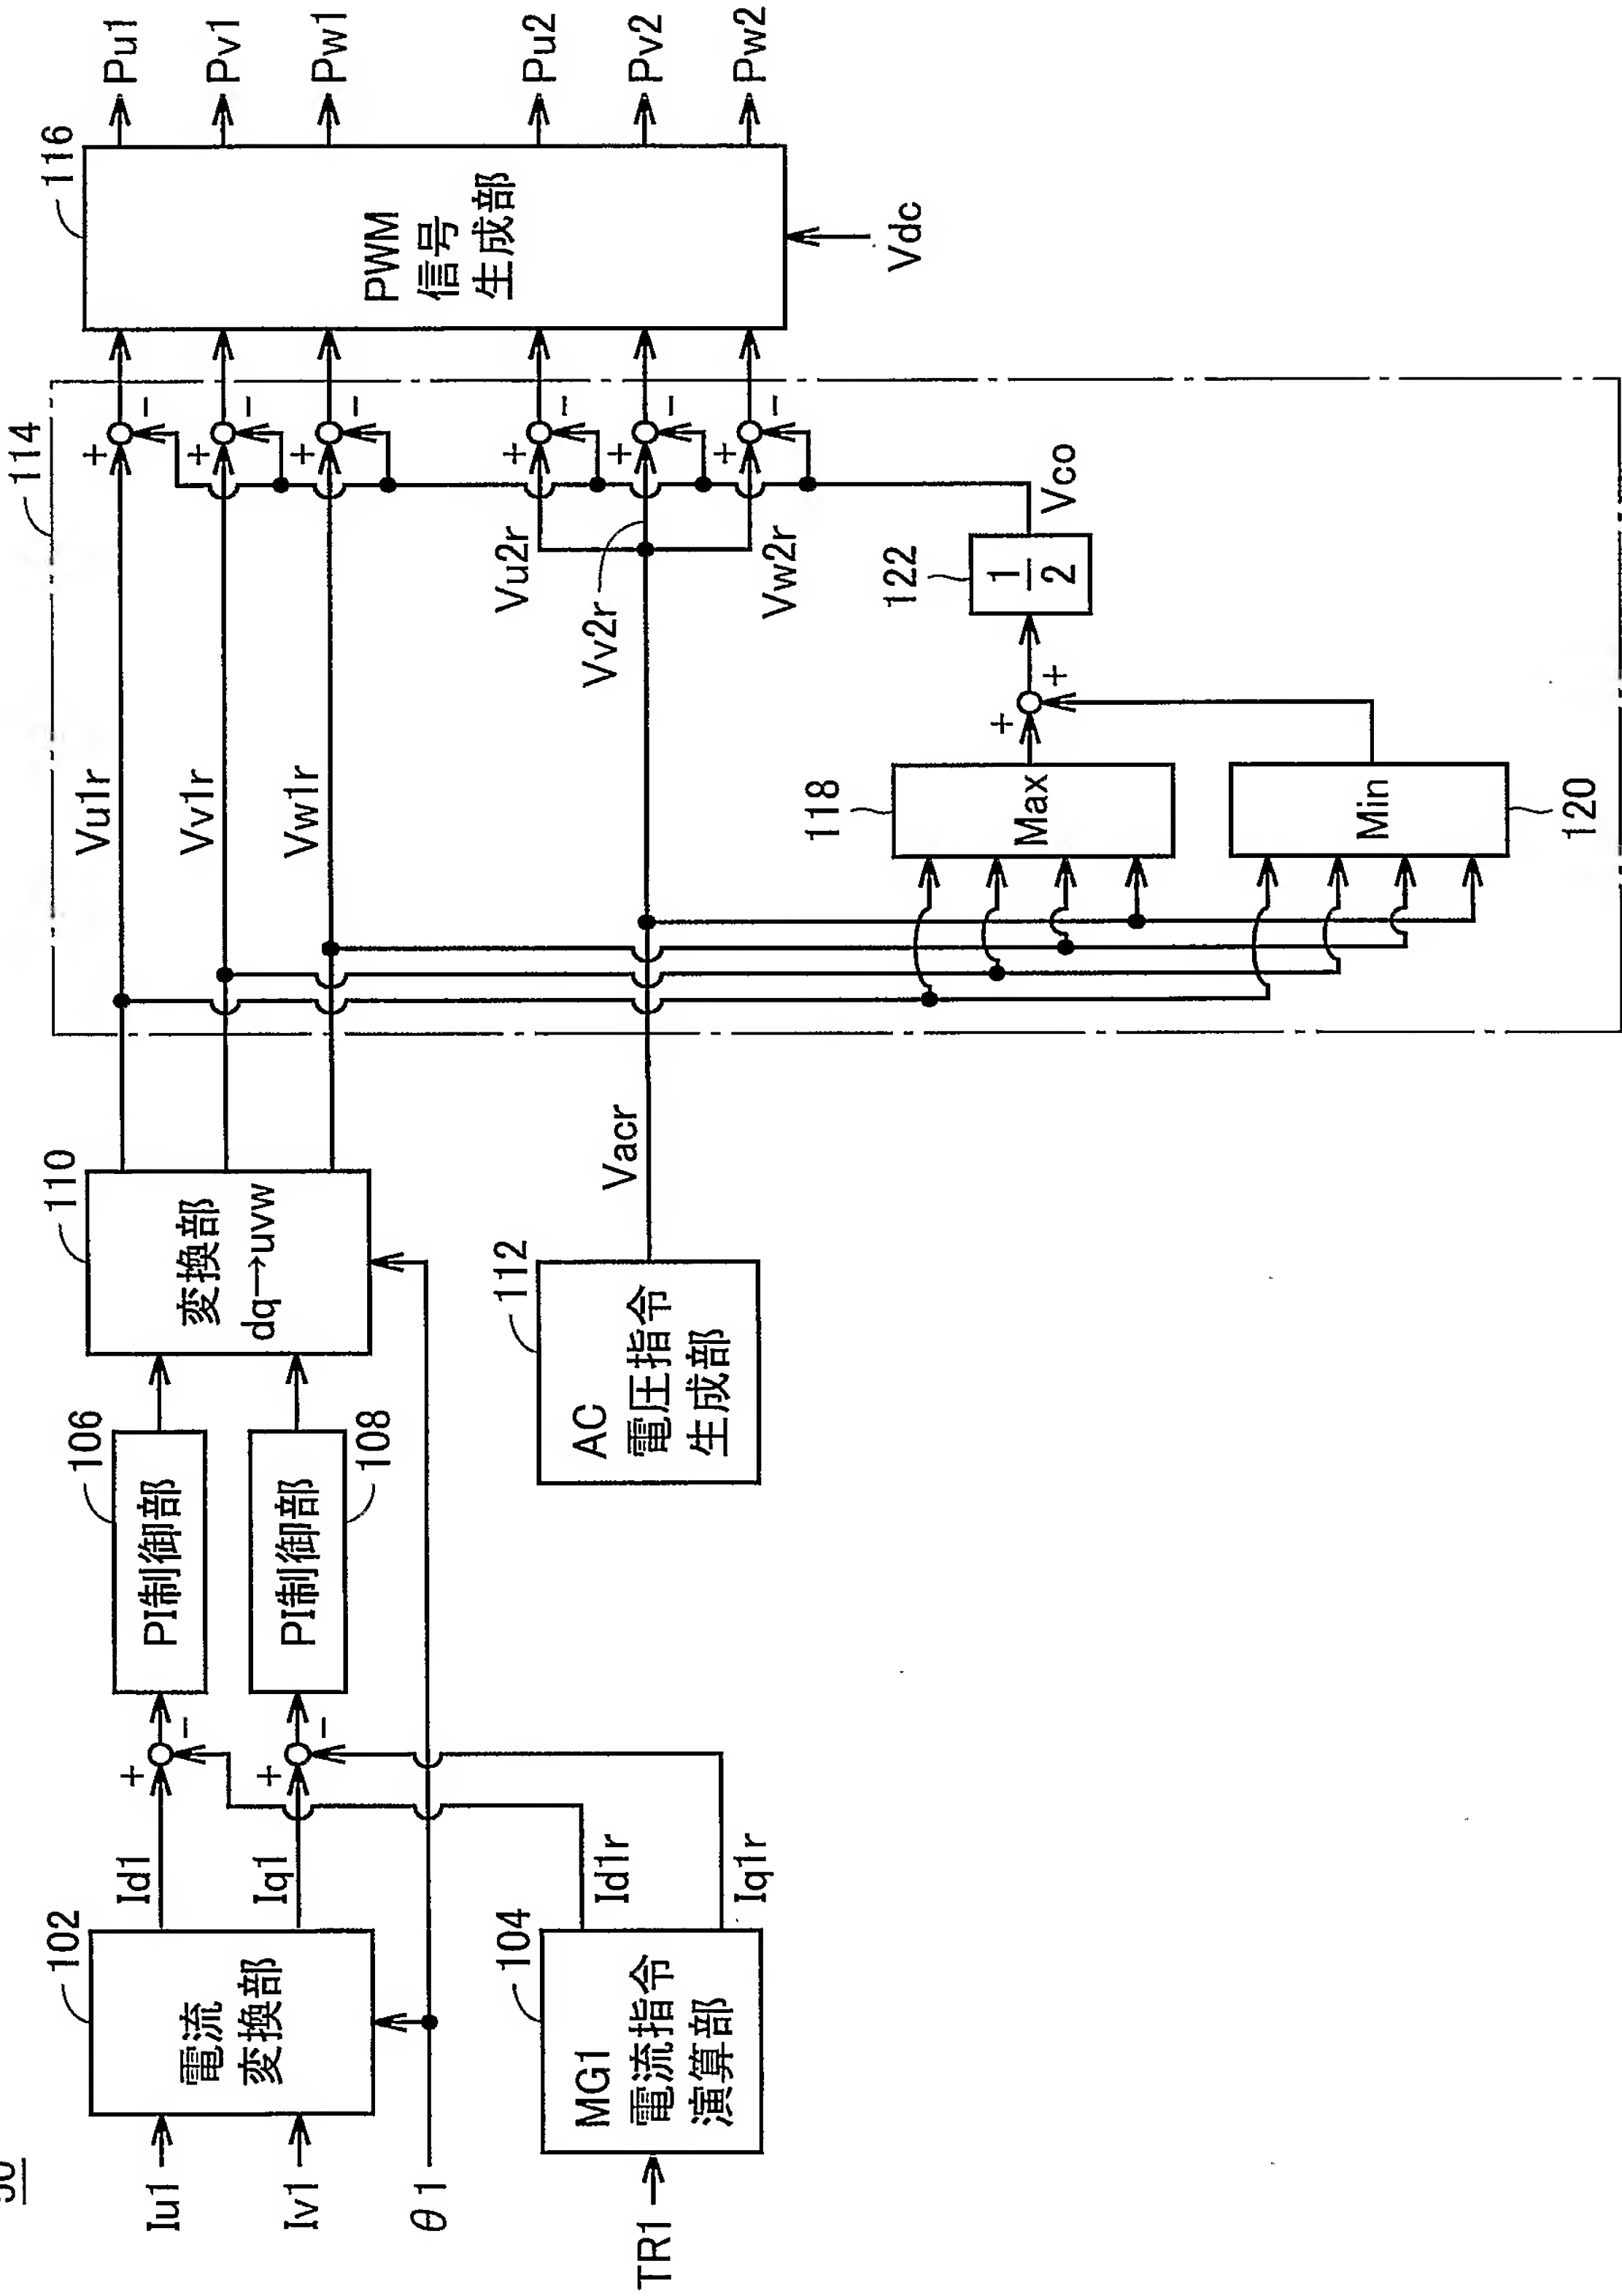 50
Iu1
Iv1
θ1
102
電流
変換部
Id1
Iq1
+
-
+
-
106
PI制御部
108
PI制御部
110
変換部
dq→uvw
TR1
104
MG1
電流指令
演算部
Id1r
Iq1r
112
AC
電圧指令
生成部
Vacr
114
Vu1r
Vv1r
Vw1r
118
Max
120
Min
+
+
122
1
2
Vco
Vu2r
Vv2r
Vw2r
+
-
+
-
+
-
+
-
+
-
+
-
116
PWM
信号
生成部
Vdc
Pu1
Pv1
Pw1
Pu2
Pv2
Pw2